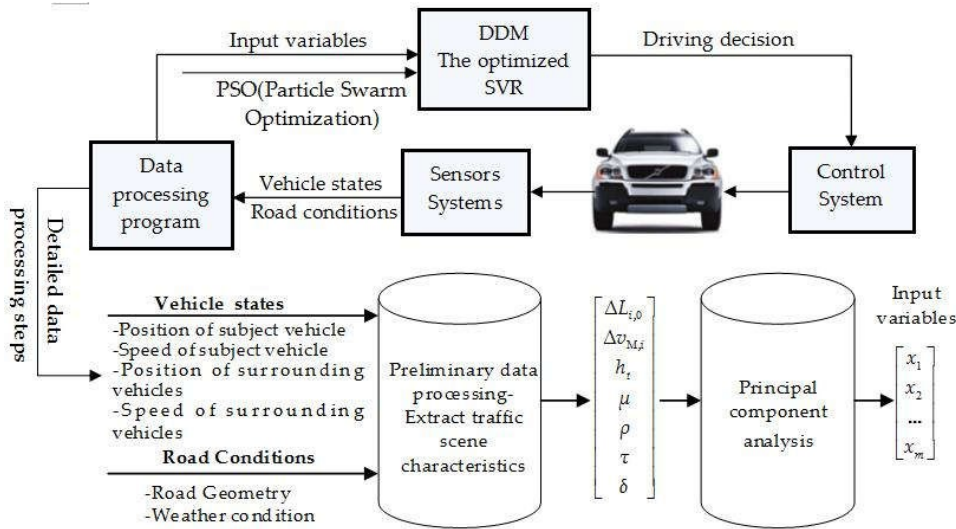 Input variables
PSO(Particle Swarm
Optimization)
DDM
The optimized
SVR
Driving decision
Data
processing
program
Vehicle states
Road conditions
Sensors
Systems
Control
System
Detailed data
processing steps
Vehicle states
-Position of subject vehicle
-Speed of subject vehicle
-Position of surrounding
vehicles
-Speed of surrounding
vehicles
Road Conditions
-Road Geometry
-Weather condition
Preliminary data
processing-
Extract traffic
scene
characteristics
ΔL_{i,0}
Δv_{M,i}
h_t
μ
ρ
τ
δ
Principal
component
analysis
Input
variables
x_1
x_2
...
x_m